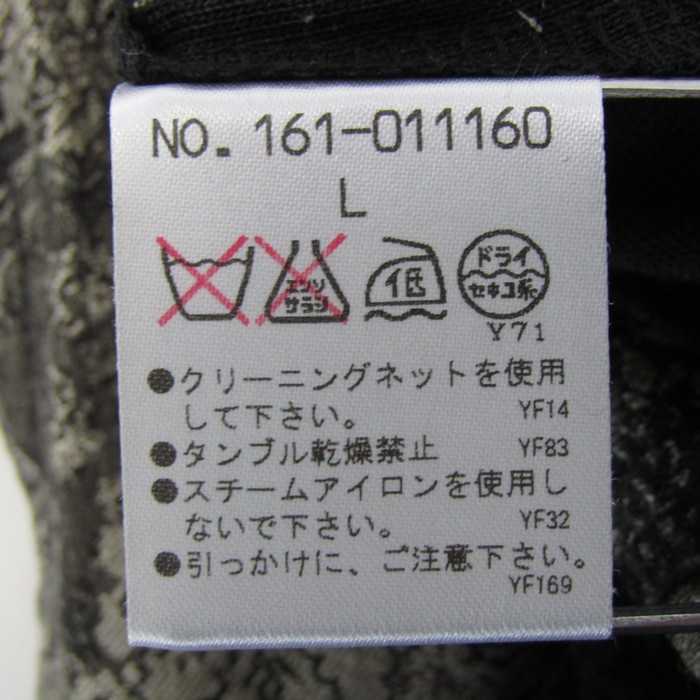 NO. 161-011160
L
エンソ
サラシ
低
ドライ
セキユ系
Y71
●クリーニングネットを使用
して下さい。 YF14
●タンブル乾燥禁止 YF83
●スチームアイロンを使用し
ないで下さい。 YF32
●引っかけに、ご注意下さい。
YF169